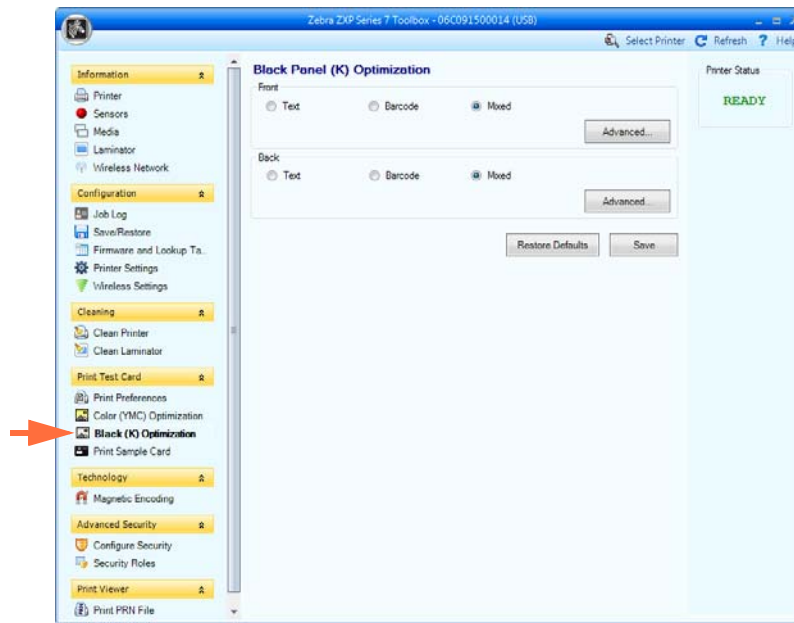 Zebra ZXP Series 7 Toolbox - 06C091500014 (USB)
Select Printer Refresh ? Help
Information
Printer
Sensors
Media
Laminator
Wireless Network
Configuration
Job Log
Save/Restore
Firmware and Lookup Ta..
Printer Settings
Wireless Settings
Cleaning
Clean Printer
Clean Laminator
Print Test Card
Print Preferences
Color (YMC) Optimization
Black (K) Optimization
Print Sample Card
Technology
Magnetic Encoding
Advanced Security
Configure Security
Security Roles
Print Viewer
Print PRN File
Black Panel (K) Optimization
Front
Text Barcode Mixed
Advanced...
Back
Text Barcode Mixed
Advanced...
Restore Defaults Save
Printer Status
READY